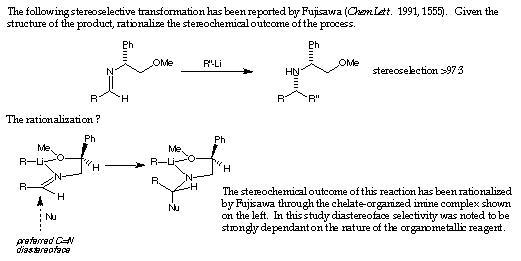 The following stereoselective transformation has been reported by Fujisawa (Chem.Lett. 1991, 1555). Given the
structure of the product, rationalize the stereochemical outcome of the process.
Ph
OMe
N
R
H
R"-Li
Ph
OMe
HN
R
R"
stereoselection >97:3
The rationalization ?
Ph
Me
R
Li
O
H
N
R
H
Nu
preferred C=N
diastereoface
Ph
Me
R
Li
O
H
N
R
H
Nu
The stereochemical outcome of this reaction has been rationalized
by Fujisawa through the chelate-organized imine complex shown
on the left. In this study diastereoface selectivity was noted to be
strongly dependant on the nature of the organometallic reagent.